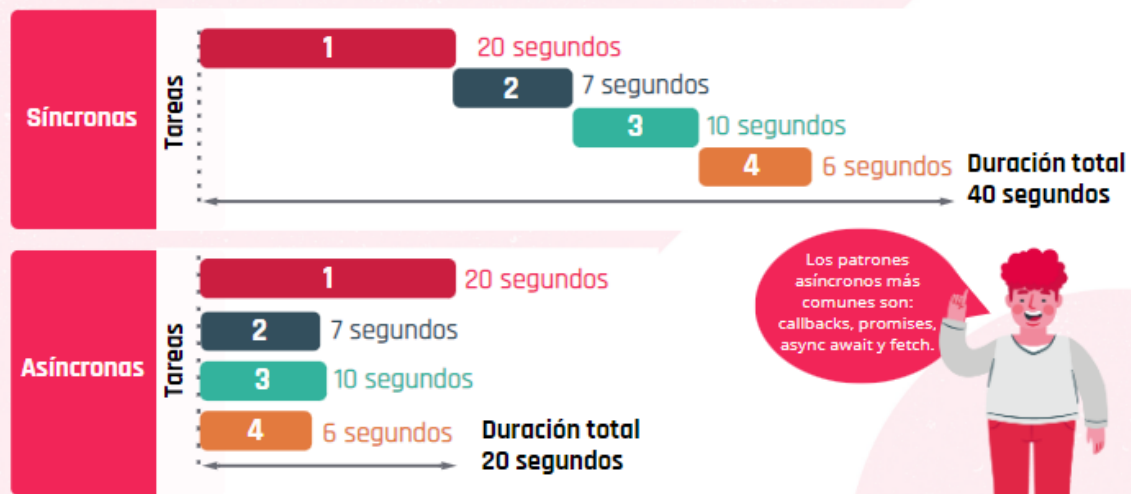 Síncronas
Tareas
1
20 segundos
2
7 segundos
3
10 segundos
4
6 segundos
Duración total
40 segundos
Asíncronas
Tareas
1
20 segundos
2
7 segundos
3
10 segundos
4
6 segundos
Duración total
20 segundos
Los patrones
asíncronos más
comunes son:
callbacks, promises,
async await y fetch.